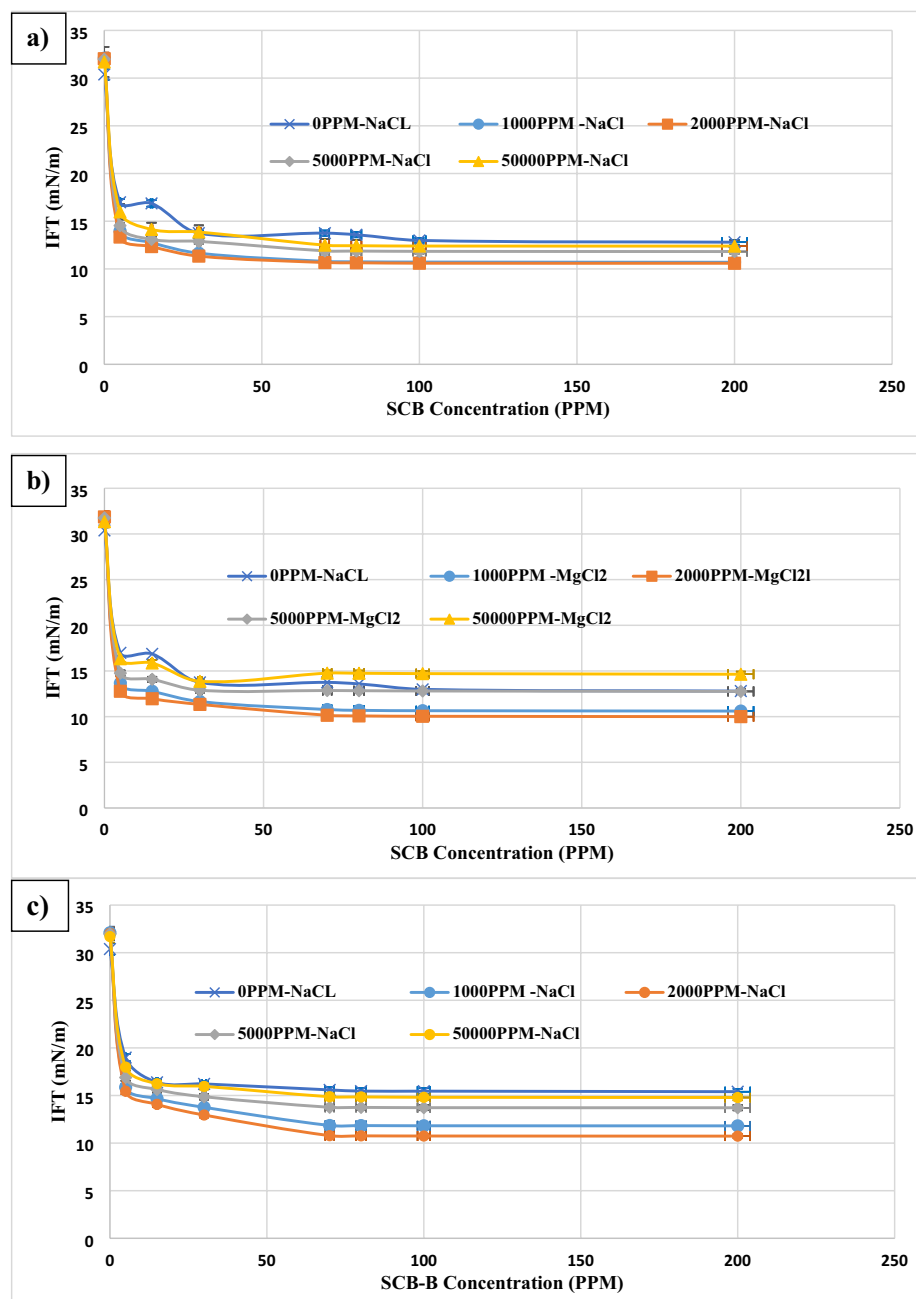 a)
35
30
25
20
15
10
5
0
IFT (mN/m)
0PPM-NaCL
1000PPM -NaCl
2000PPM-NaCl
5000PPM-NaCl
50000PPM-NaCl
0
50
100
150
200
250
SCB Concentration (PPM)
b)
35
30
25
20
15
10
5
0
IFT (mN/m)
0PPM-NaCL
1000PPM -MgCl2
2000PPM-MgCl2l
5000PPM-MgCl2
50000PPM-MgCl2
0
50
100
150
200
250
SCB Concentration (PPM)
c)
35
30
25
20
15
10
5
0
IFT (mN/m)
0PPM-NaCL
1000PPM -NaCl
2000PPM-NaCl
5000PPM-NaCl
50000PPM-NaCl
0
50
100
150
200
250
SCB-B Concentration (PPM)